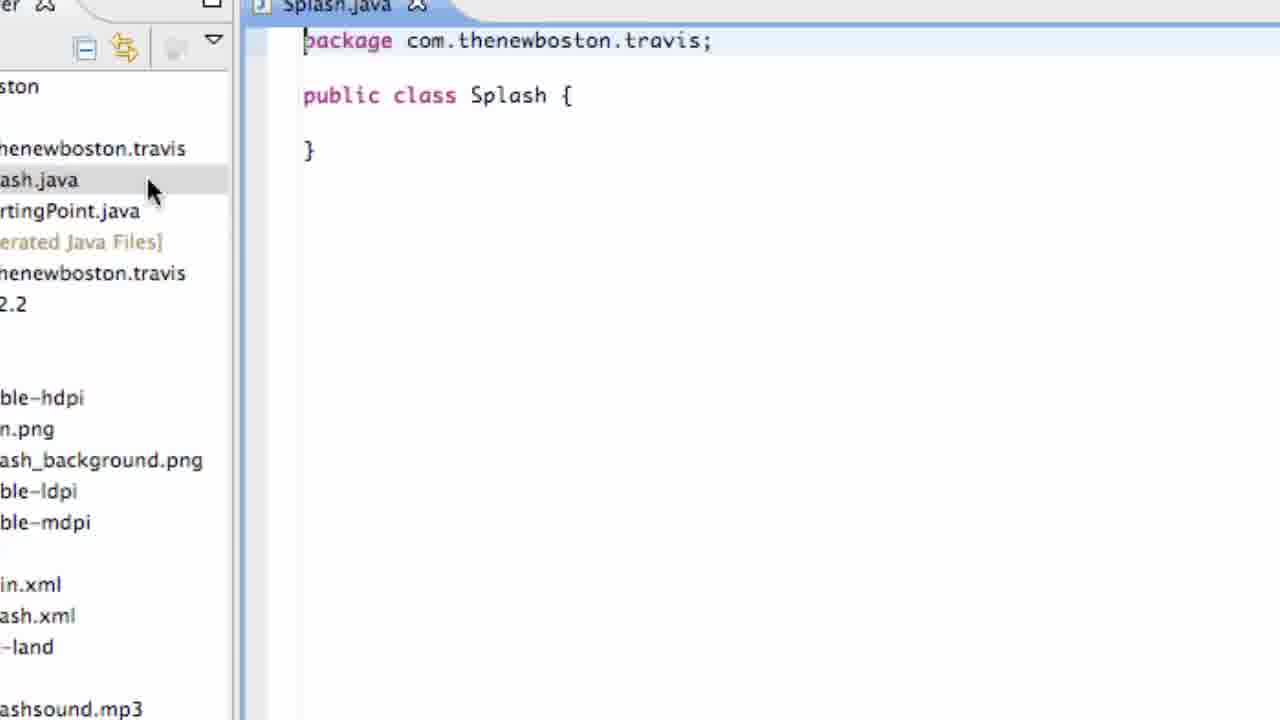 er
Splash.java
ston
henewboston.travis
ash.java
rtingPoint.java
erated Java Files]
henewboston.travis
2.2
ble-hdpi
n.png
ash_background.png
ble-ldpi
ble-mdpi
in.xml
ash.xml
-land
ashsound.mp3
package com.thenewboston.travis;
public class Splash {
}